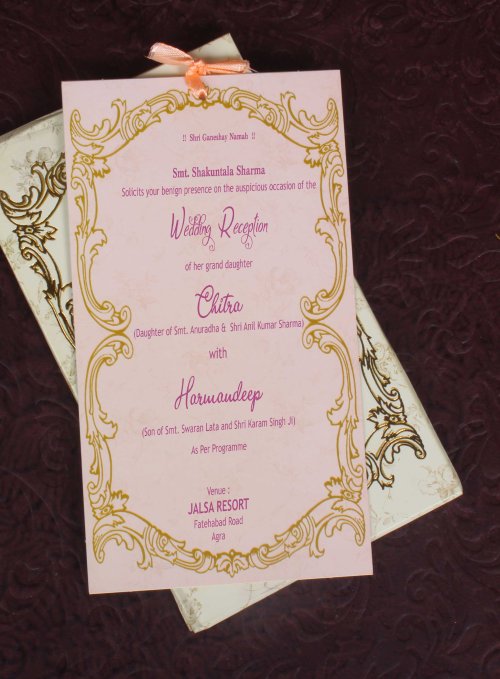 !! Shri Ganeshay Namah !!
Smt. Shakuntala Sharma
Solicits your benign presence on the auspicious occasion of the
Wedding Reception
of her grand daughter
Chitra
(Daughter of Smt. Anuradha & Shri Anil Kumar Sharma)
with
Harmandeep
(Son of Smt. Swaran Lata and Shri Karam Singh Ji)
As Per Programme
Venue :
JALSA RESORT
Fatehabad Road
Agra